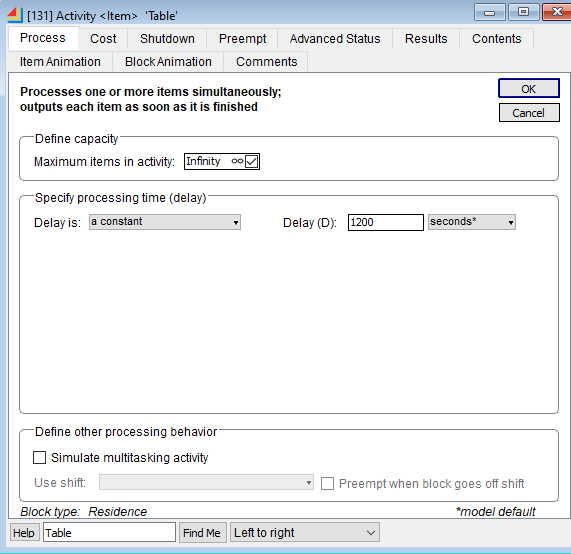 [131] Activity <Item> 'Table'
Process Cost Shutdown Preempt Advanced Status Results Contents
Item Animation Block Animation Comments
Processes one or more items simultaneously;
outputs each item as soon as it is finished
OK
Cancel
Define capacity
Maximum items in activity: Infinity ∞
Specify processing time (delay)
Delay is: a constant Delay (D): 1200 seconds*
Define other processing behavior
Simulate multitasking activity
Use shift: Preempt when block goes off shift
Block type: Residence *model default
Help Table Find Me Left to right